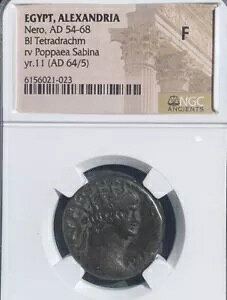 EGYPT, ALEXANDRIA
Nero, AD 54-68
BI Tetradrachm
rv Poppaea Sabina
yr.11 (AD 64/5)
6156021-023
F
NGC
ANCIENTS